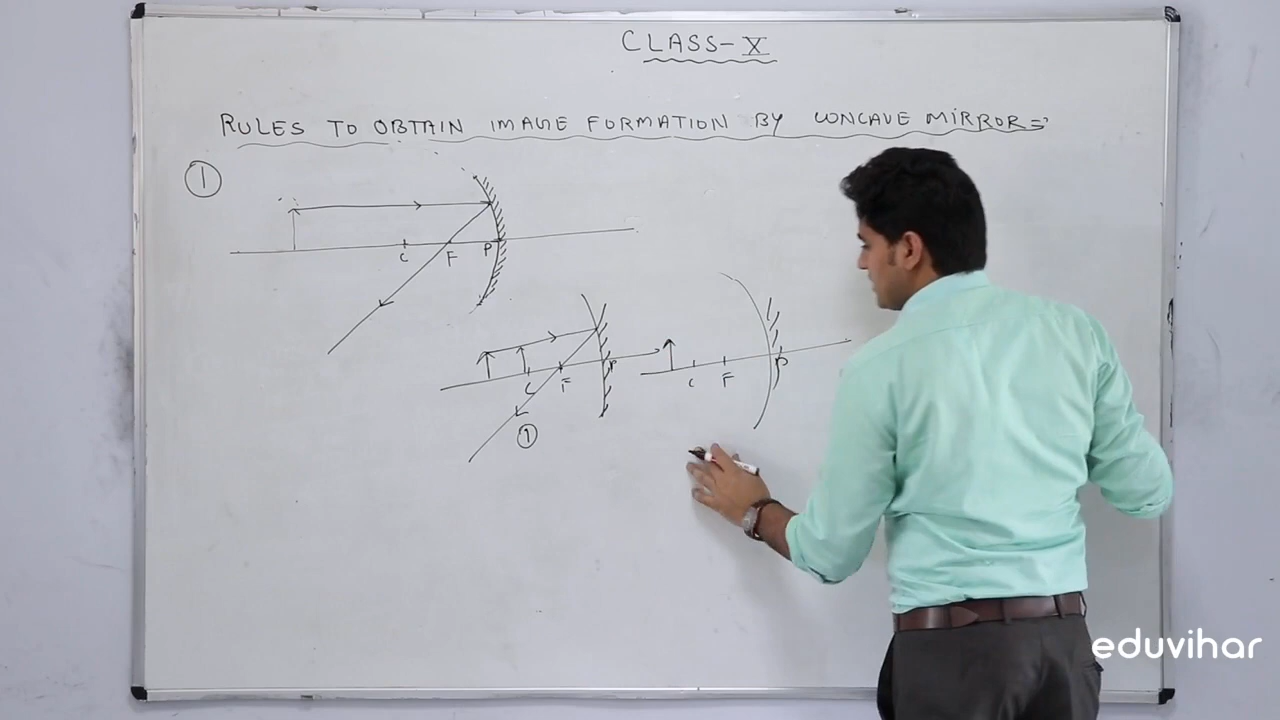 CLASS-X
RULES TO OBTAIN IMAGE FORMATION BY CONCAVE MIRROR=>
1
C F P
C F P
1
C F P
eduvihar